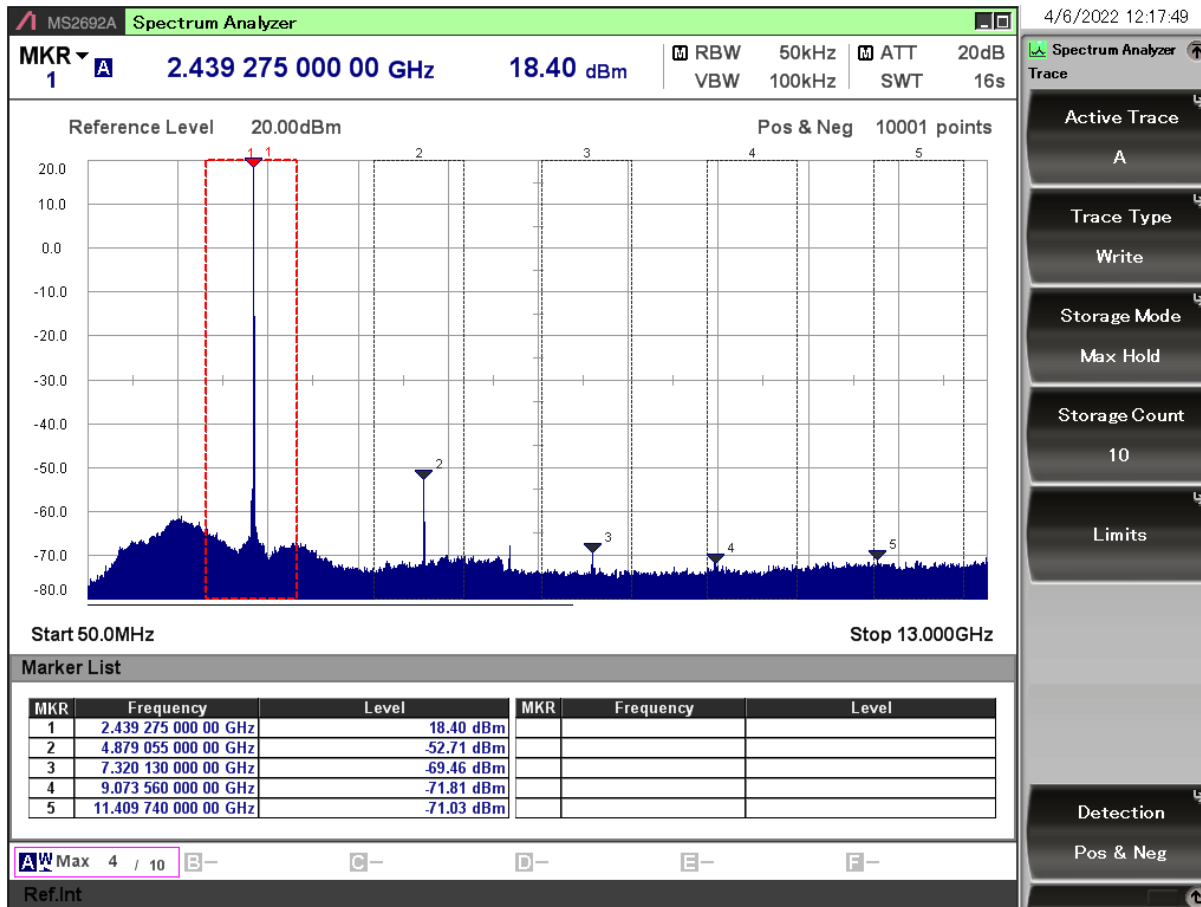 MS2692A Spectrum Analyzer
4/6/2022 12:17:49
MKR 1 A 2.439 275 000 00 GHz 18.40 dBm
M RBW 50kHz M ATT 20dB
VBW 100kHz SWT 16s
Spectrum Analyzer
Trace
Reference Level 20.00dBm Pos & Neg 10001 points
1 1 2 3 4 5
20.0
10.0
0.0
-10.0
-20.0
-30.0
-40.0
-50.0
-60.0
-70.0
-80.0
2
3
4
5
Start 50.0MHz Stop 13.000GHz
Marker List
MKR Frequency Level MKR Frequency Level
1 2.439 275 000 00 GHz 18.40 dBm
2 4.879 055 000 00 GHz -52.71 dBm
3 7.320 130 000 00 GHz -69.46 dBm
4 9.073 560 000 00 GHz -71.81 dBm
5 11.409 740 000 00 GHz -71.03 dBm
A W Max 4 / 10 B- C- D- E- F-
Ref.Int
Active Trace
A
Trace Type
Write
Storage Mode
Max Hold
Storage Count
10
Limits
Detection
Pos & Neg